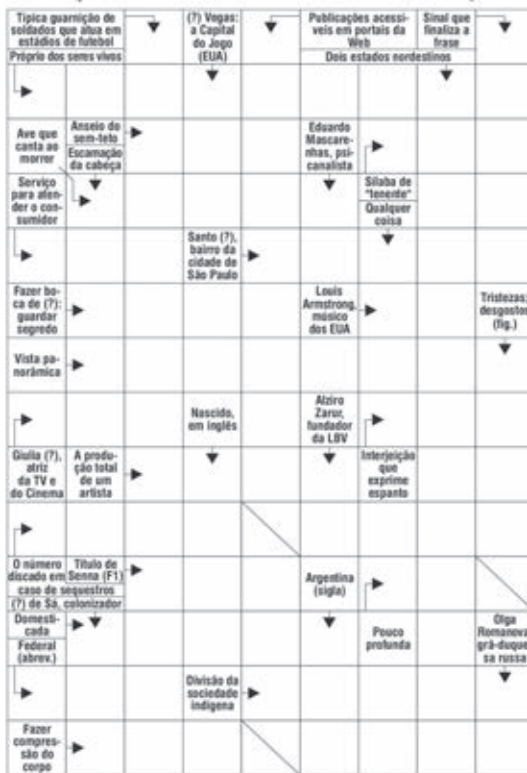 Típica guarnição de
soldados que atua em
estádios de futebol
Próprio dos seres vivos
(?) Vegas:
a Capital
do Jogo
(EUA)
Publicações acessí-
veis em portais da
Web
Dois estados nordestinos
Sinal que
finaliza a
frase
Ave que
canta ao
morrer
Anseio do
sem-teto
Escamação
da cabeça
Eduardo
Mascare-
nhas, psi-
canalista
Serviço
para aten-
der o con-
sumidor
Sílaba de
"tenente"
Qualquer
coisa
Santo (?),
bairro da
cidade de
São Paulo
Fazer bo-
ca de (?):
guardar
segredo
Louis
Armstrong,
músico
dos EUA
Tristezas;
desgostos
(fig.)
Vista pa-
norâmica
Nascido,
em inglês
Alziro
Zarur,
fundador
da LBV
Giulia (?),
atriz
da TV e
do Cinema
A produ-
ção total
de um
artista
Interjeição
que
exprime
espanto
O número
discado em
caso de sequestros
Título de
Senna (F1)
(?) de Sá, colonizador
Argentina
(sigla)
Domesti-
cada
Federal
(abrev.)
Pouco
profunda
Olga
Romanova,
grã-duque-
sa russa
Divisão da
sociedade
indígena
Fazer
compres-
são do
corpo